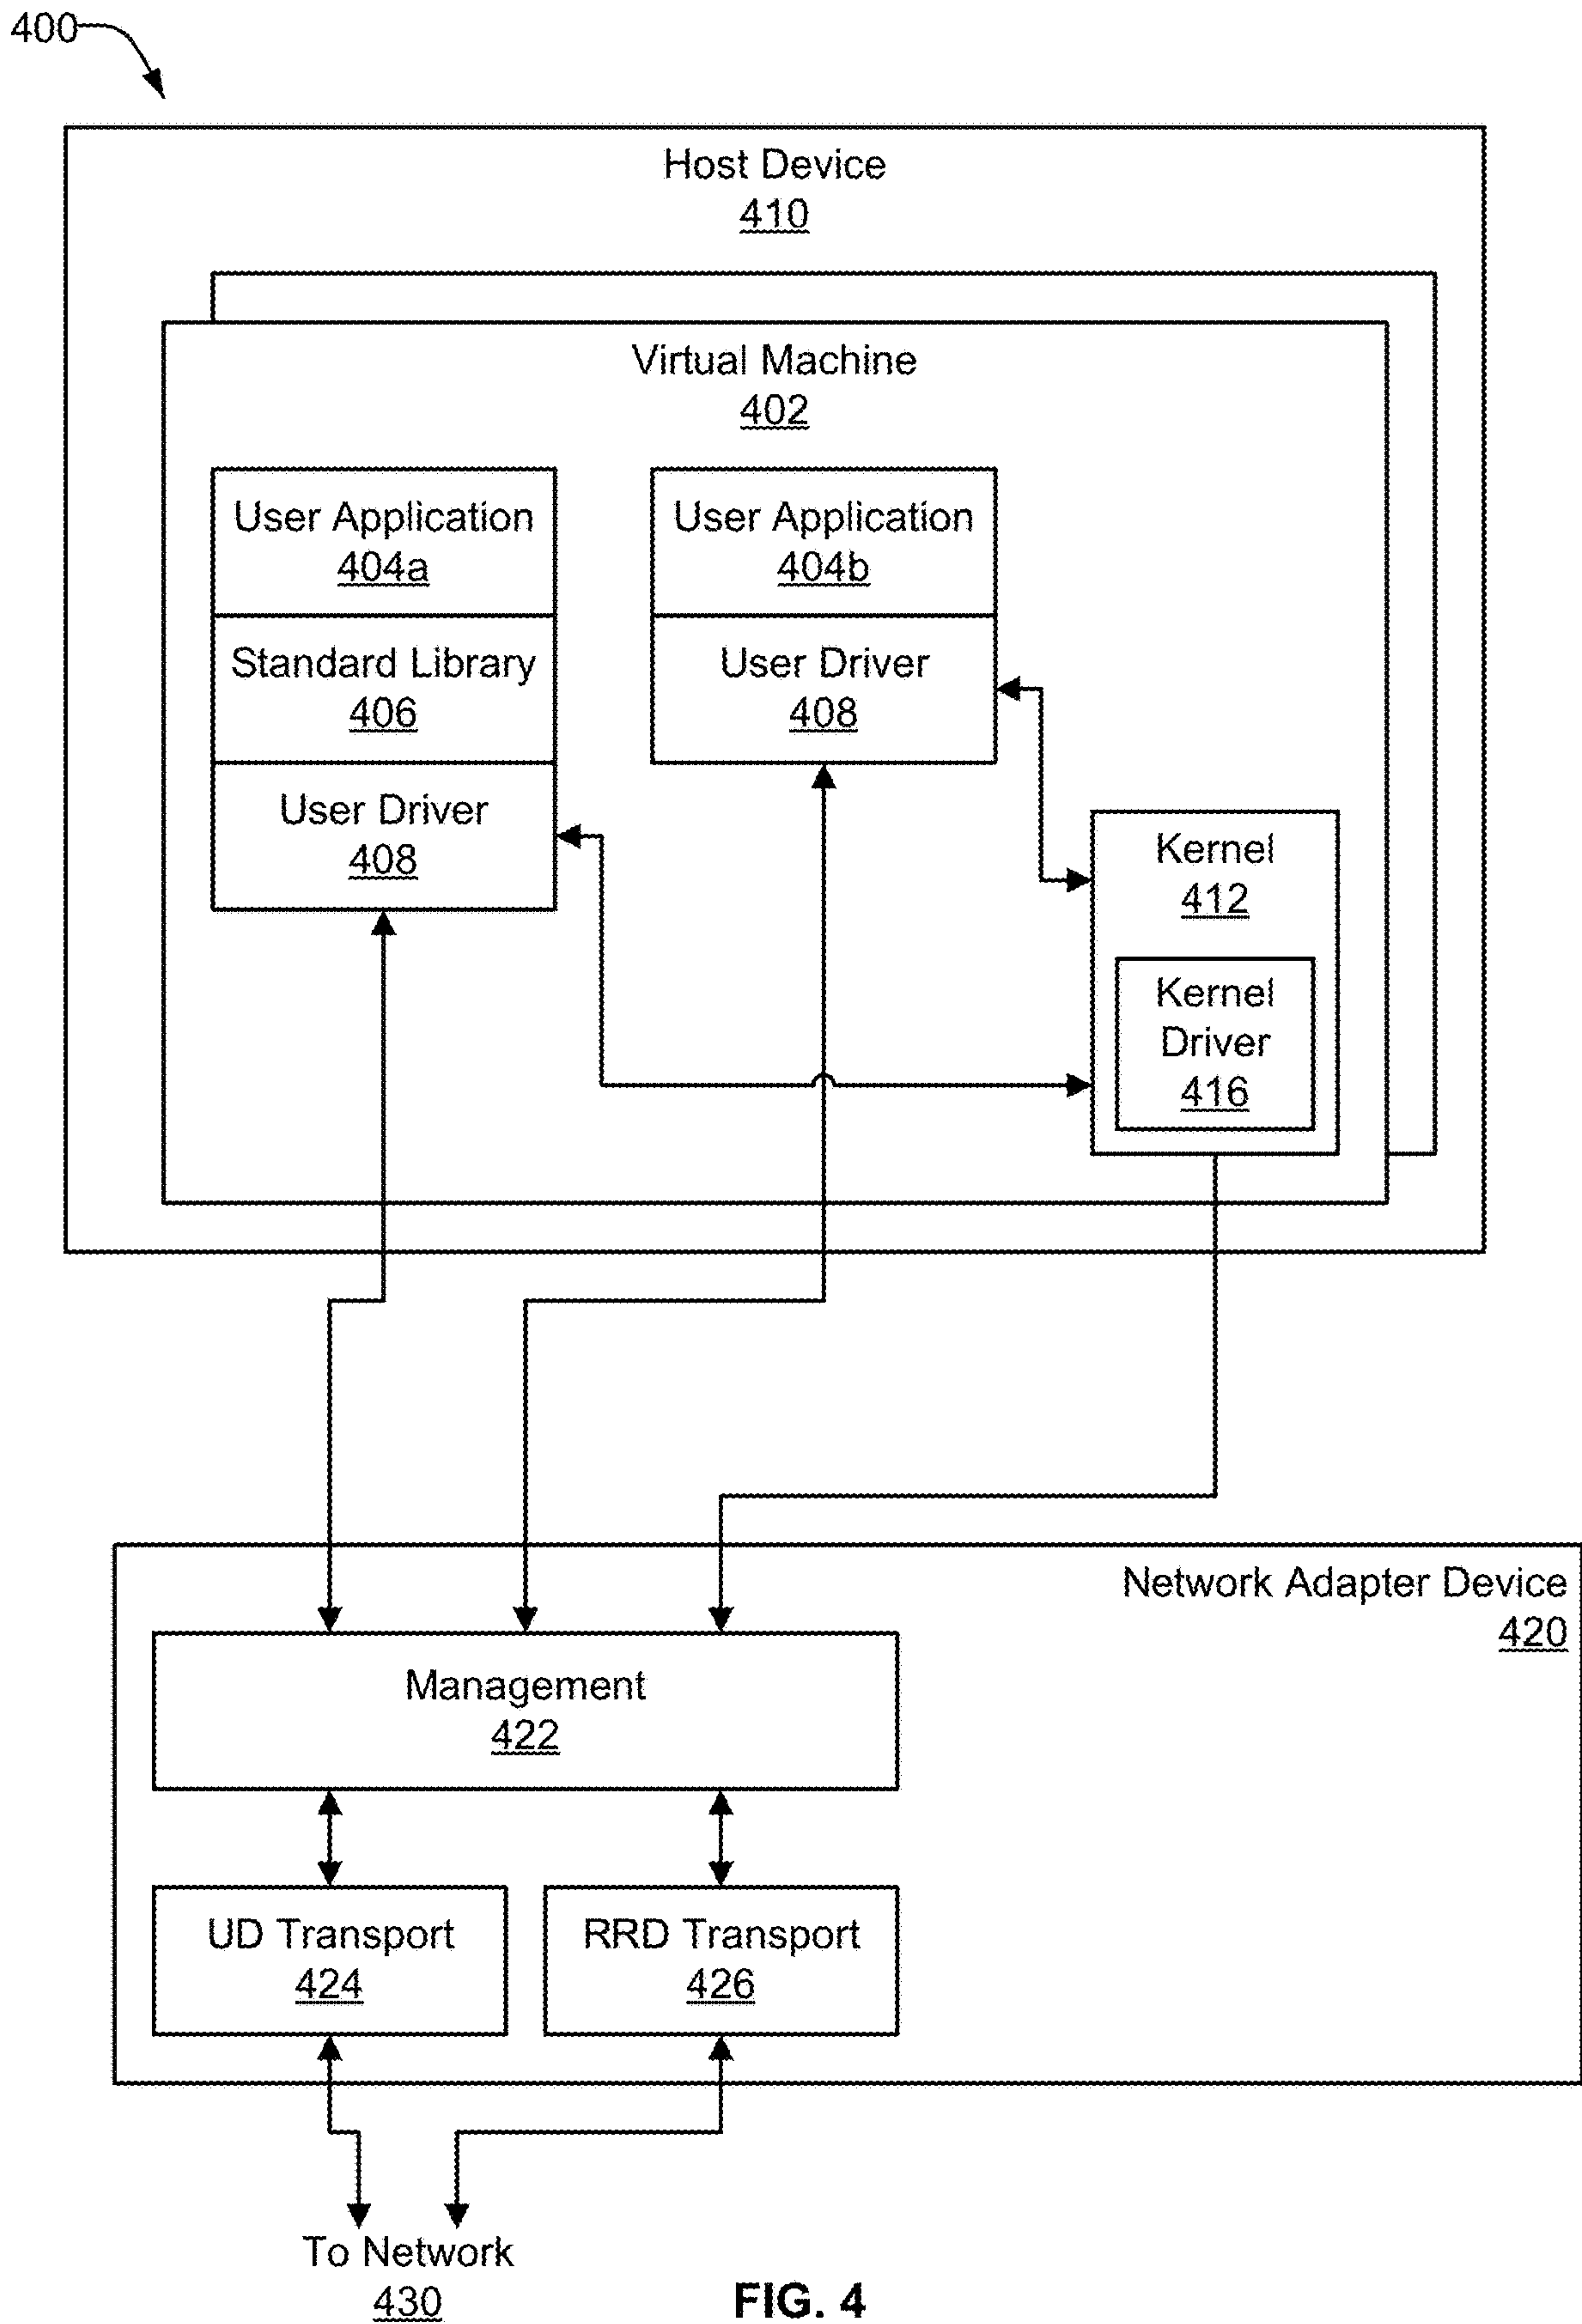 400
Host Device
410
Virtual Machine
402
User Application
404a
Standard Library
406
User Driver
408
User Application
404b
User Driver
408
Kernel
412
Kernel
Driver
416
Network Adapter Device
420
Management
422
UD Transport
424
RRD Transport
426
To Network
430
FIG. 4